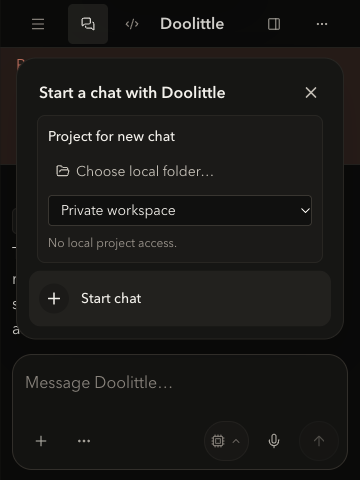 Doolittle
Start a chat with Doolittle
Project for new chat
Choose local folder…
Private workspace
No local project access.
Start chat
Message Doolittle…